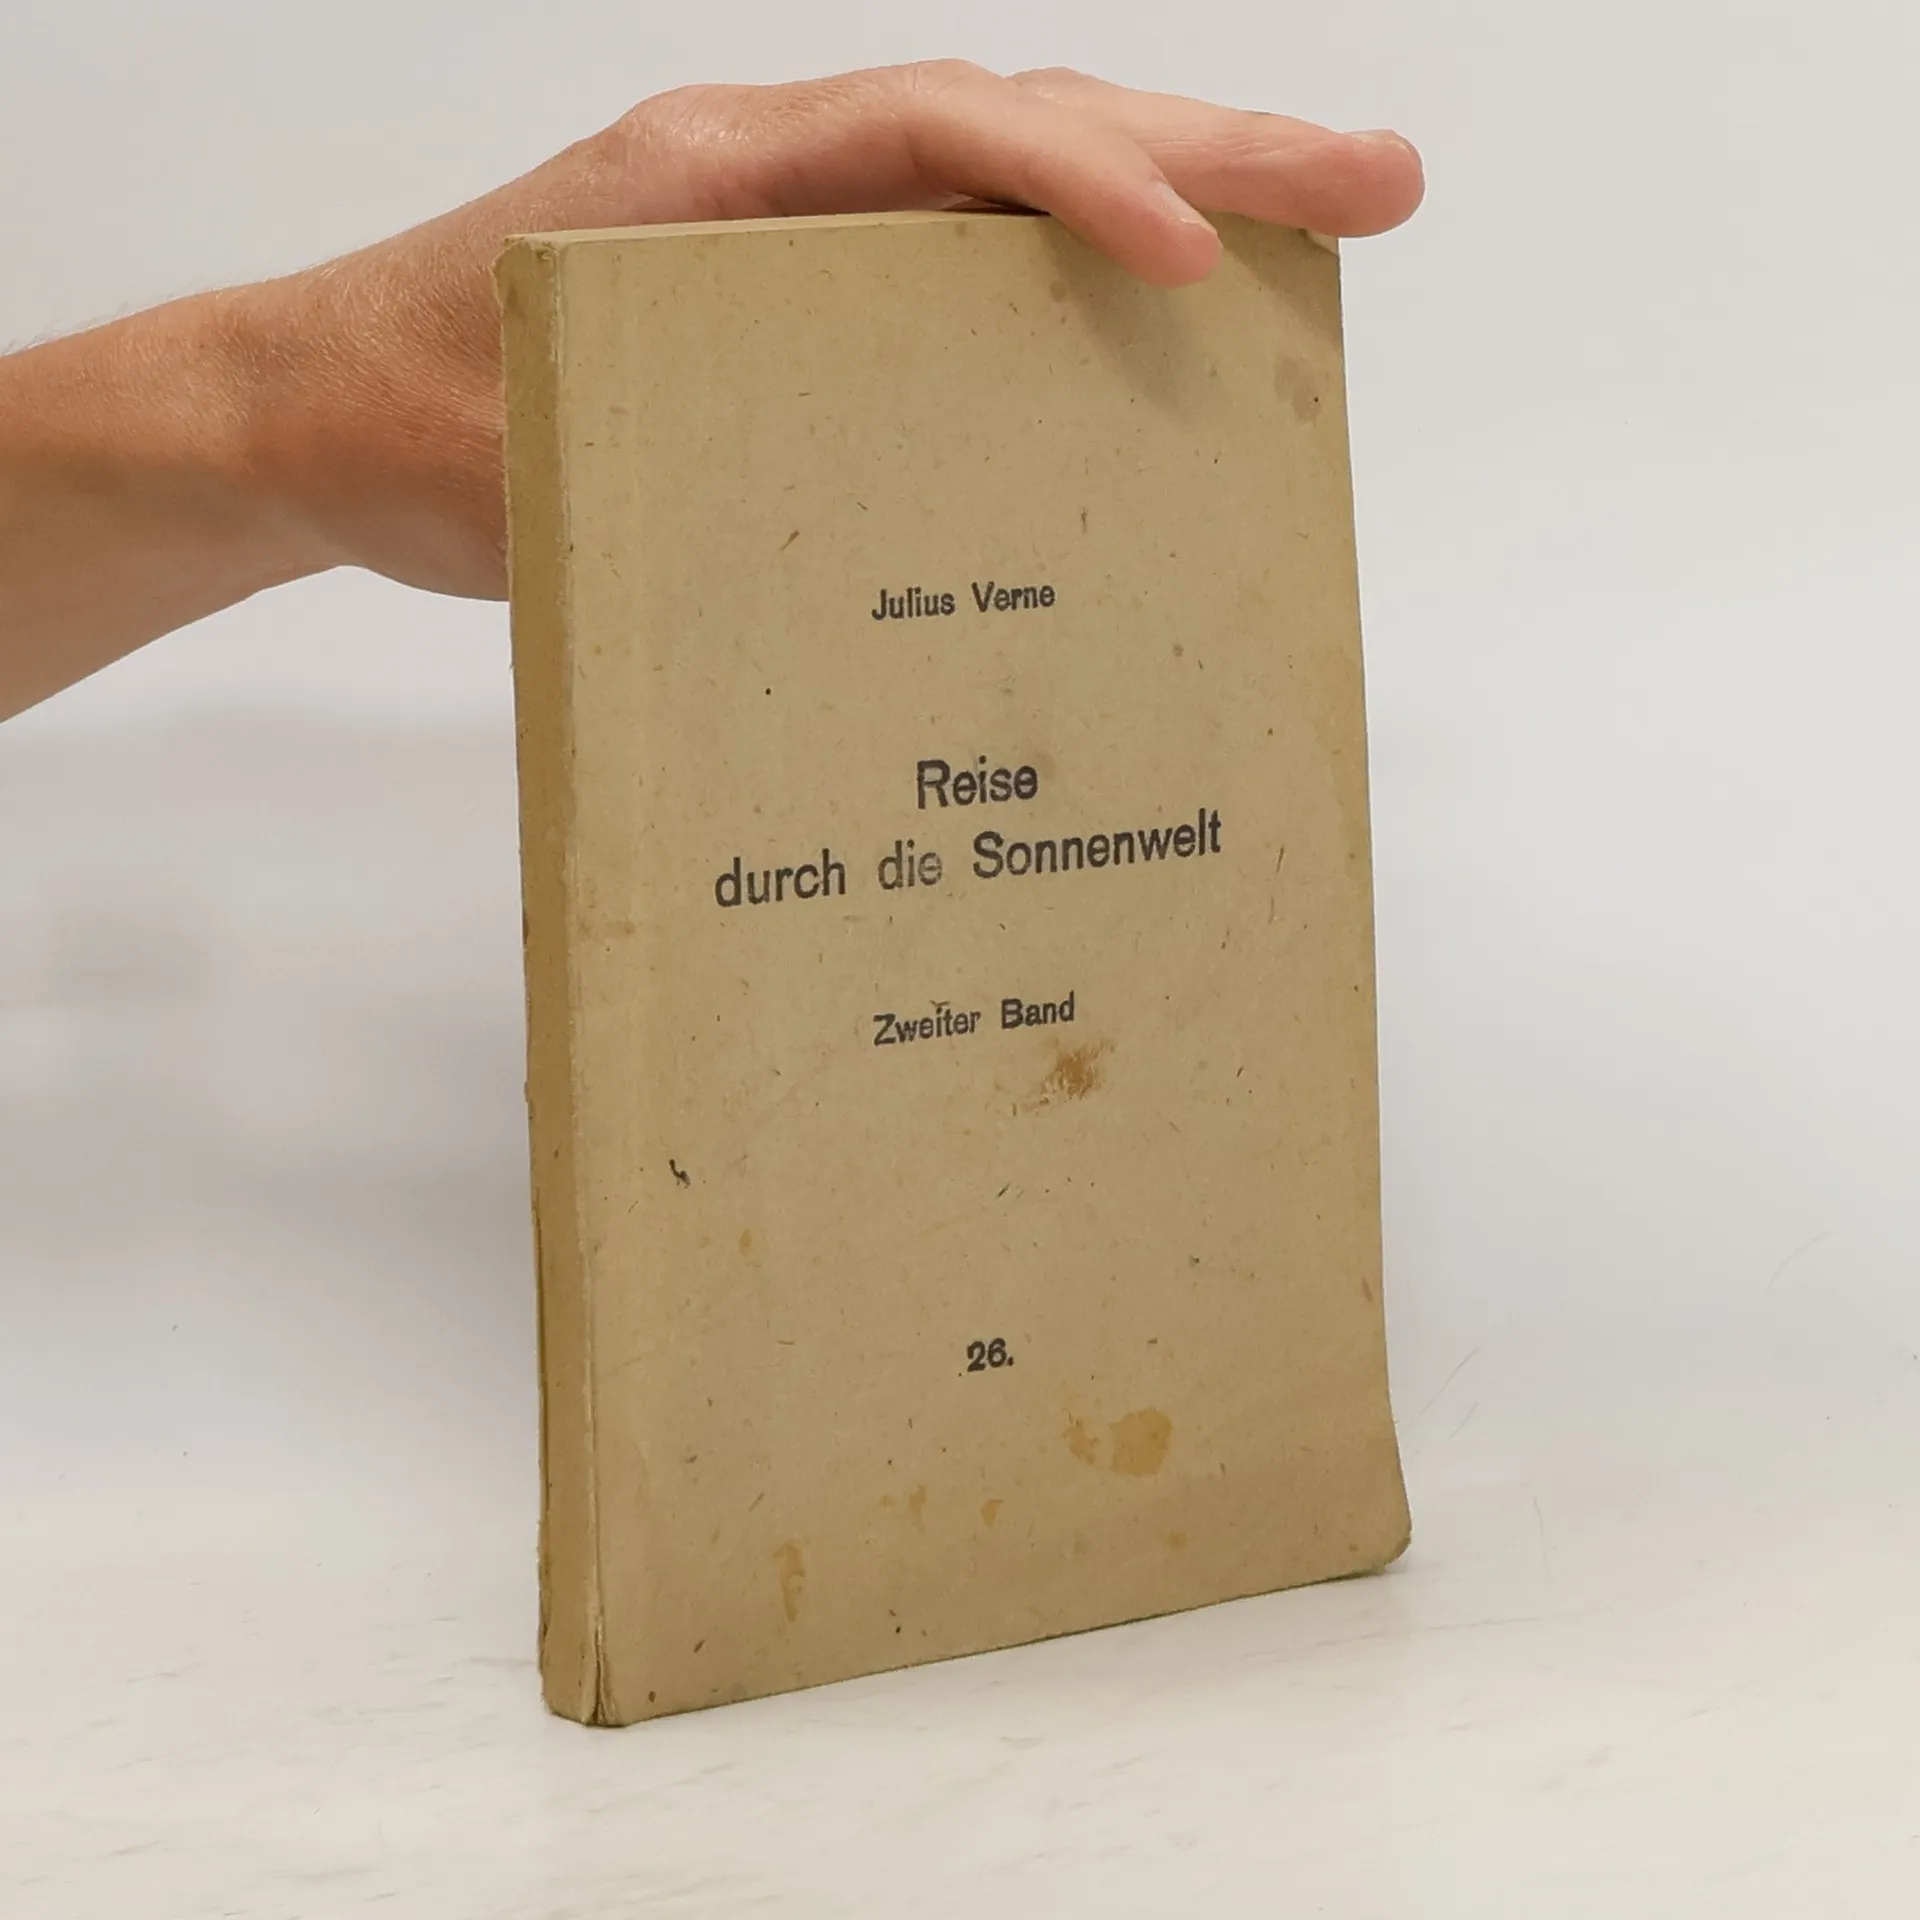 Julius Verne
Reise
durch die Sonnenwelt
Zweiter Band
26.